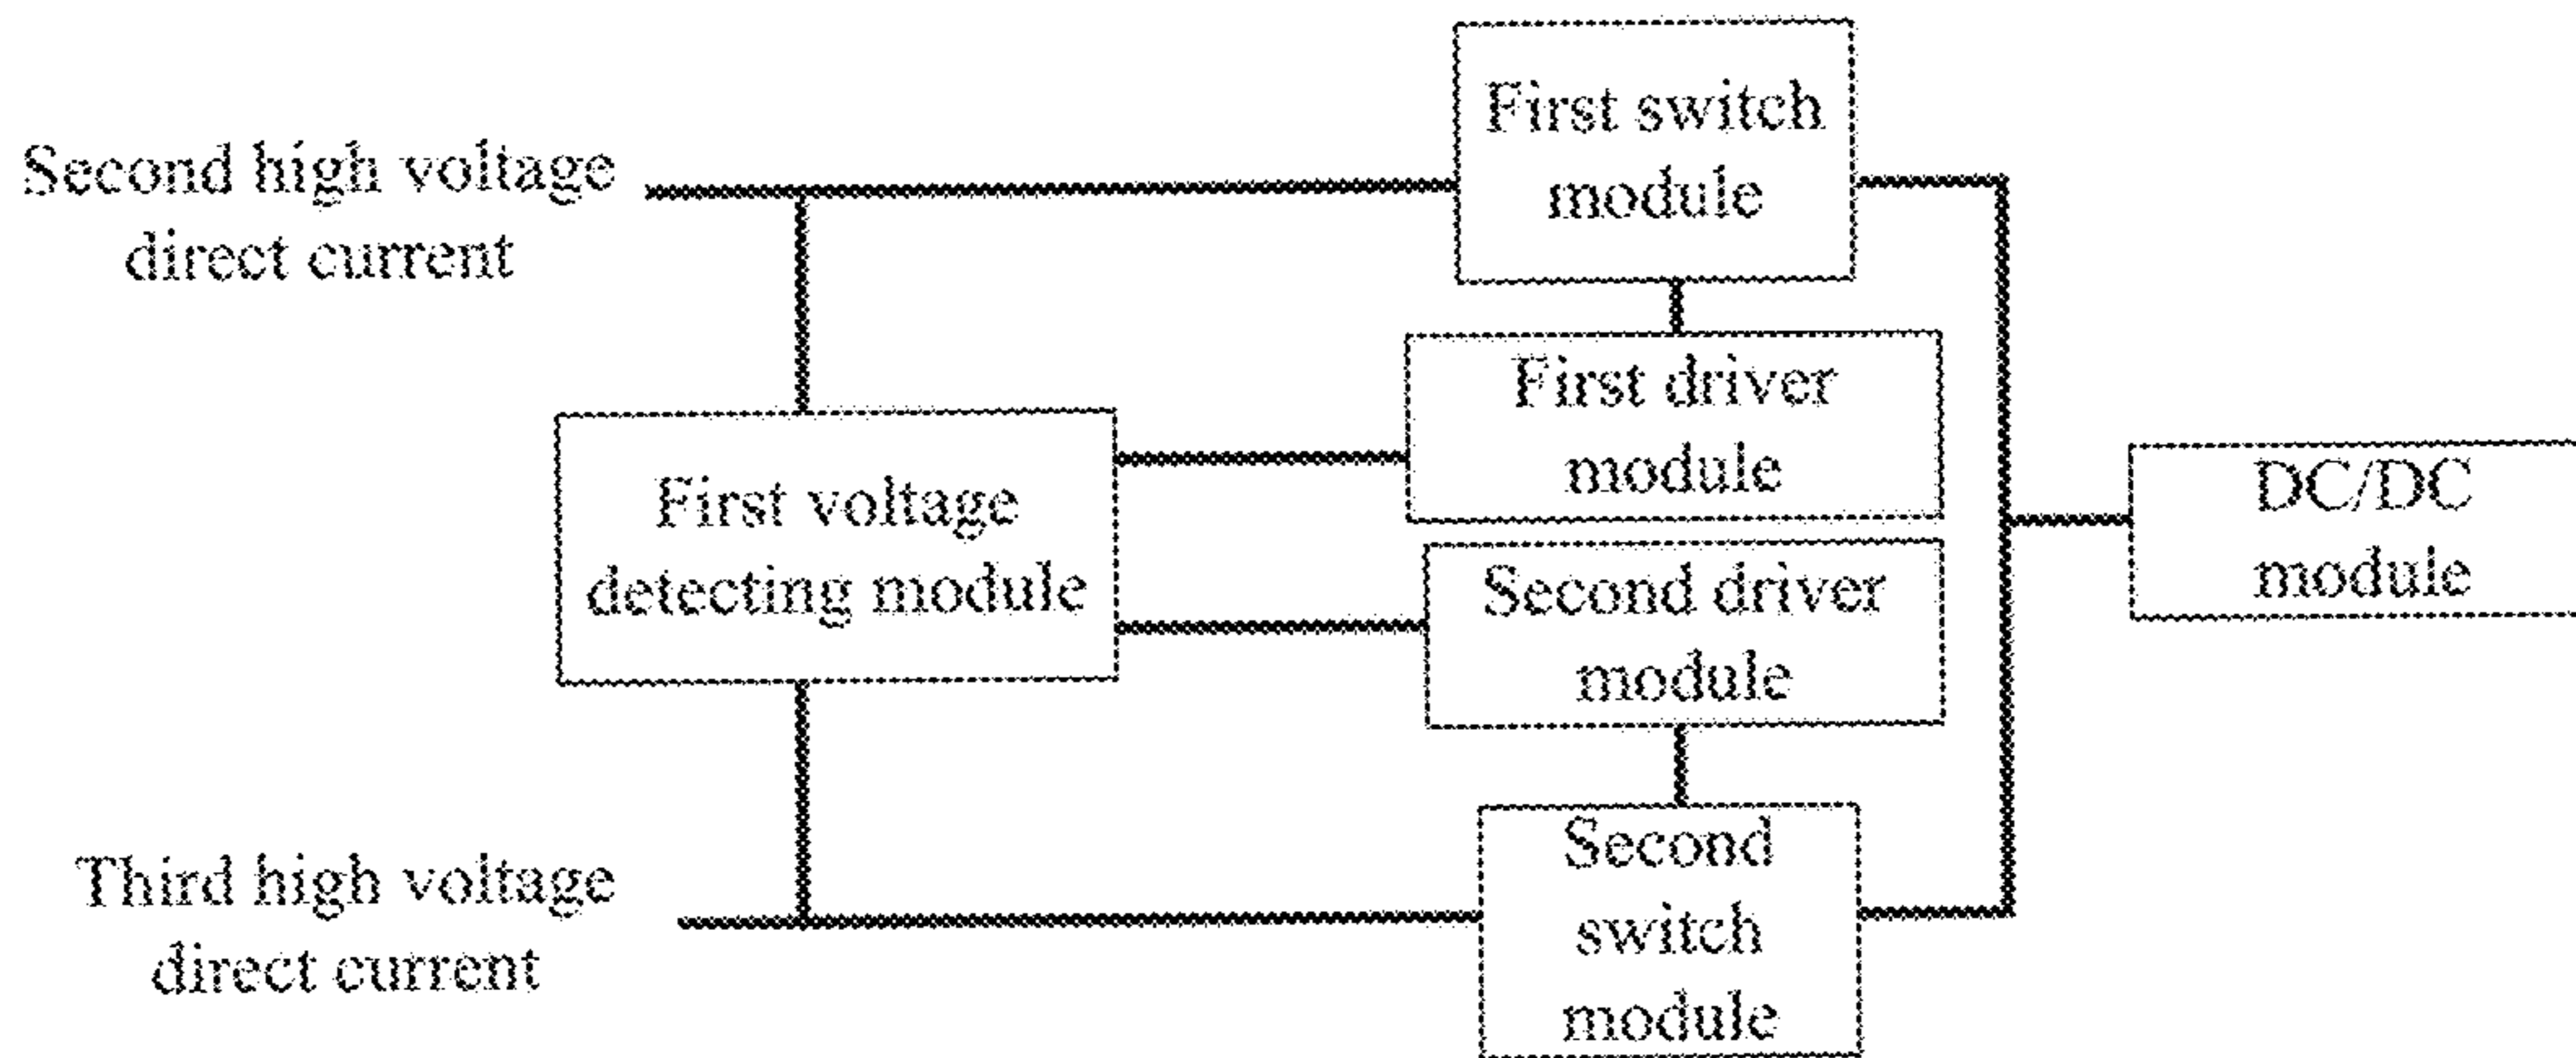 Second high voltage
direct current
First switch
module
First driver
module
First voltage
detecting module
Second driver
module
DC/DC
module
Third high voltage
direct current
Second
switch
module